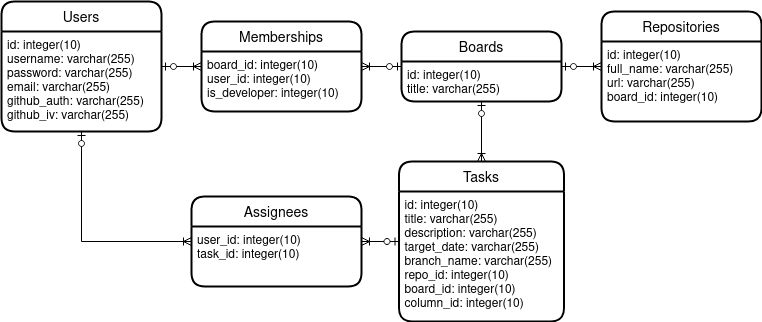 Users
id: integer(10)
username: varchar(255)
password: varchar(255)
email: varchar(255)
github_auth: varchar(255)
github_iv: varchar(255)
Memberships
board_id: integer(10)
user_id: integer(10)
is_developer: integer(10)
Boards
id: integer(10)
title: varchar(255)
Repositories
id: integer(10)
full_name: varchar(255)
url: varchar(255)
board_id: integer(10)
Assignees
user_id: integer(10)
task_id: integer(10)
Tasks
id: integer(10)
title: varchar(255)
description: varchar(255)
target_date: varchar(255)
branch_name: varchar(255)
repo_id: integer(10)
board_id: integer(10)
column_id: integer(10)